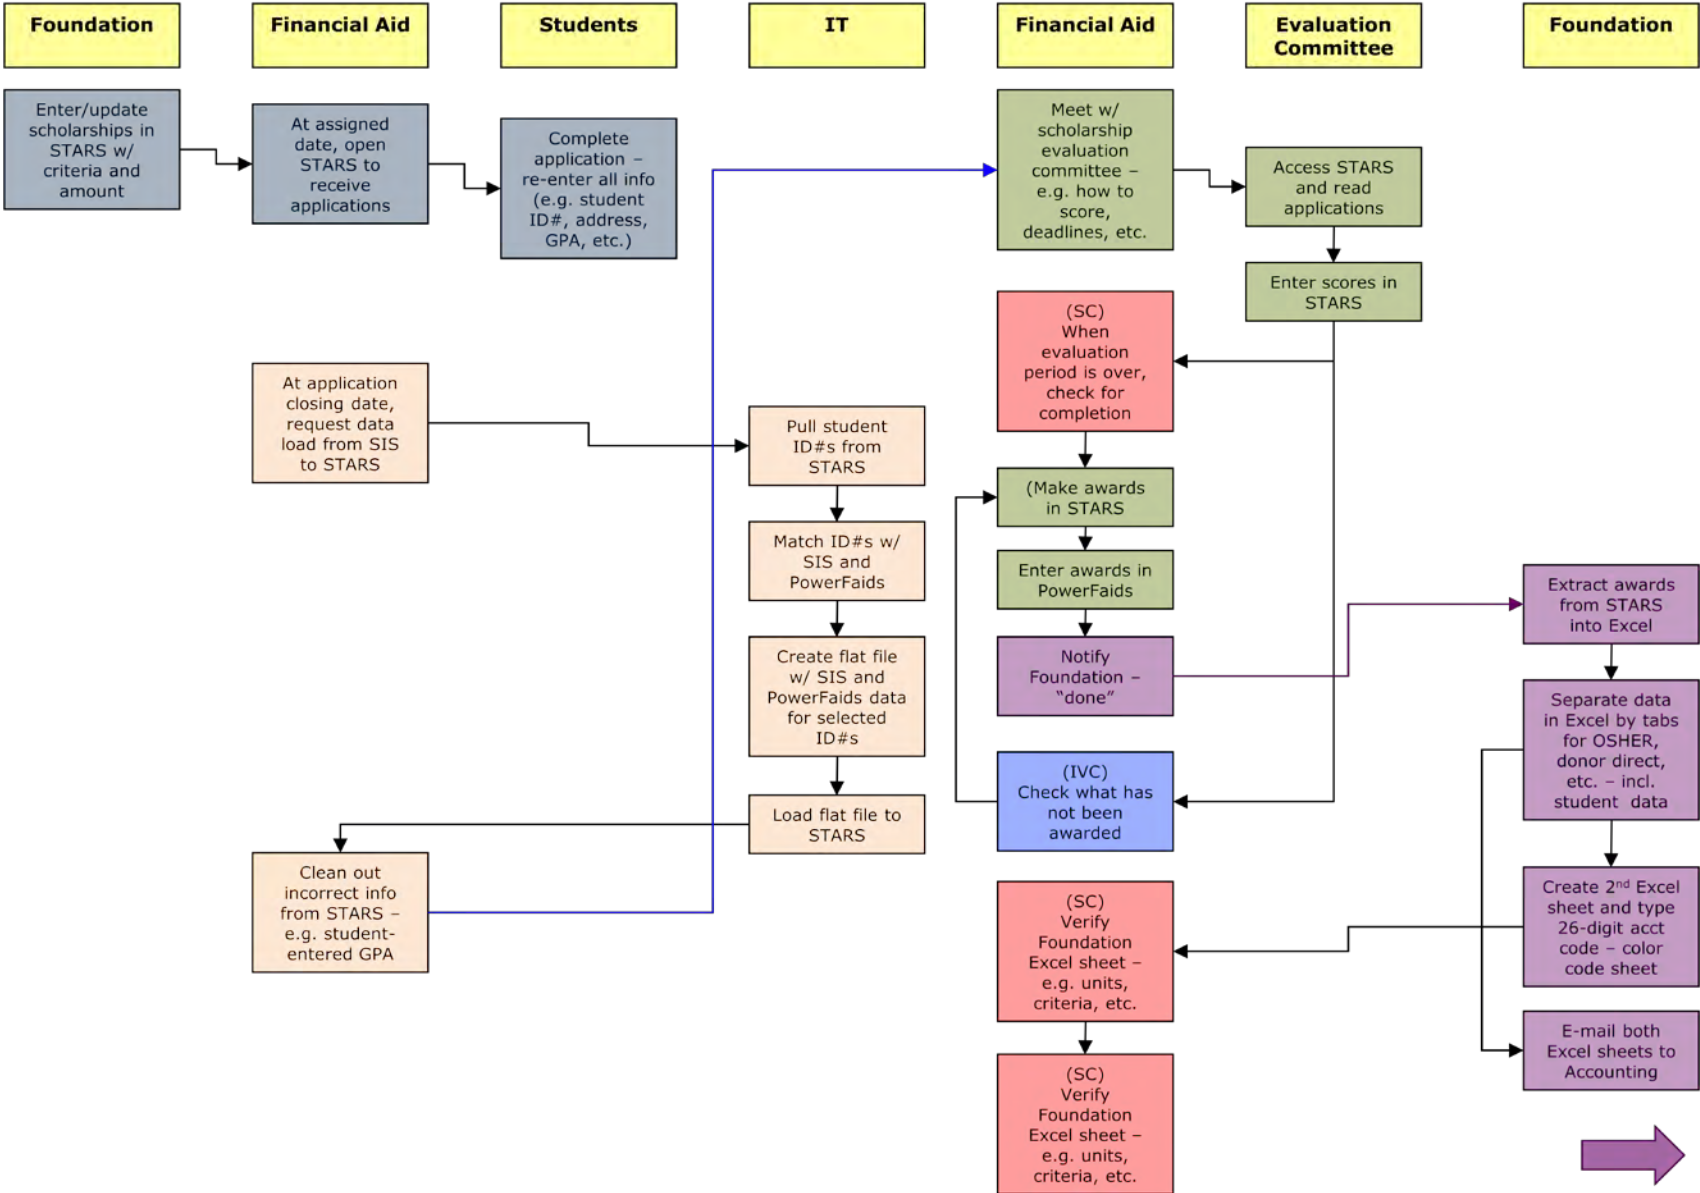 Foundation
Financial Aid
Students
IT
Financial Aid
Evaluation
Committee
Foundation
Enter/update
scholarships in
STARS w/
criteria and
amount
At assigned
date, open
STARS to
receive
applications
Complete
application –
re-enter all info
(e.g. student
ID#, address,
GPA, etc.)
Meet w/
scholarship
evaluation
committee –
e.g. how to
score,
deadlines, etc.
Access STARS
and read
applications
Enter scores in
STARS
(SC)
When
evaluation
period is over,
check for
completion
At application
closing date,
request data
load from SIS
to STARS
Pull student
ID#s from
STARS
(Make awards
in STARS
Match ID#s w/
SIS and
PowerFaids
Enter awards in
PowerFaids
Extract awards
from STARS
into Excel
Create flat file
w/ SIS and
PowerFaids data
for selected
ID#s
Notify
Foundation –
“done”
Separate data
in Excel by tabs
for OSHER,
donor direct,
etc. – incl.
student data
(IVC)
Check what has
not been
awarded
Load flat file to
STARS
Clean out
incorrect info
from STARS –
e.g. student-
entered GPA
(SC)
Verify
Foundation
Excel sheet –
e.g. units,
criteria, etc.
Create 2nd Excel
sheet and type
26-digit acct
code – color
code sheet
E-mail both
Excel sheets to
Accounting
(SC)
Verify
Foundation
Excel sheet –
e.g. units,
criteria, etc.